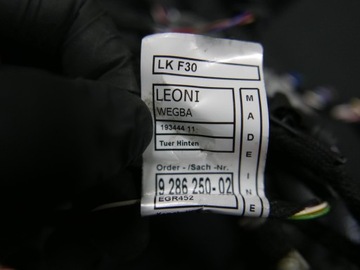 LK F30
LEONI
WEGBA
193444 11
Tuer Hinten
Order - /Sach -Nr.
9 286 250-02
EGR452
MADE IN E